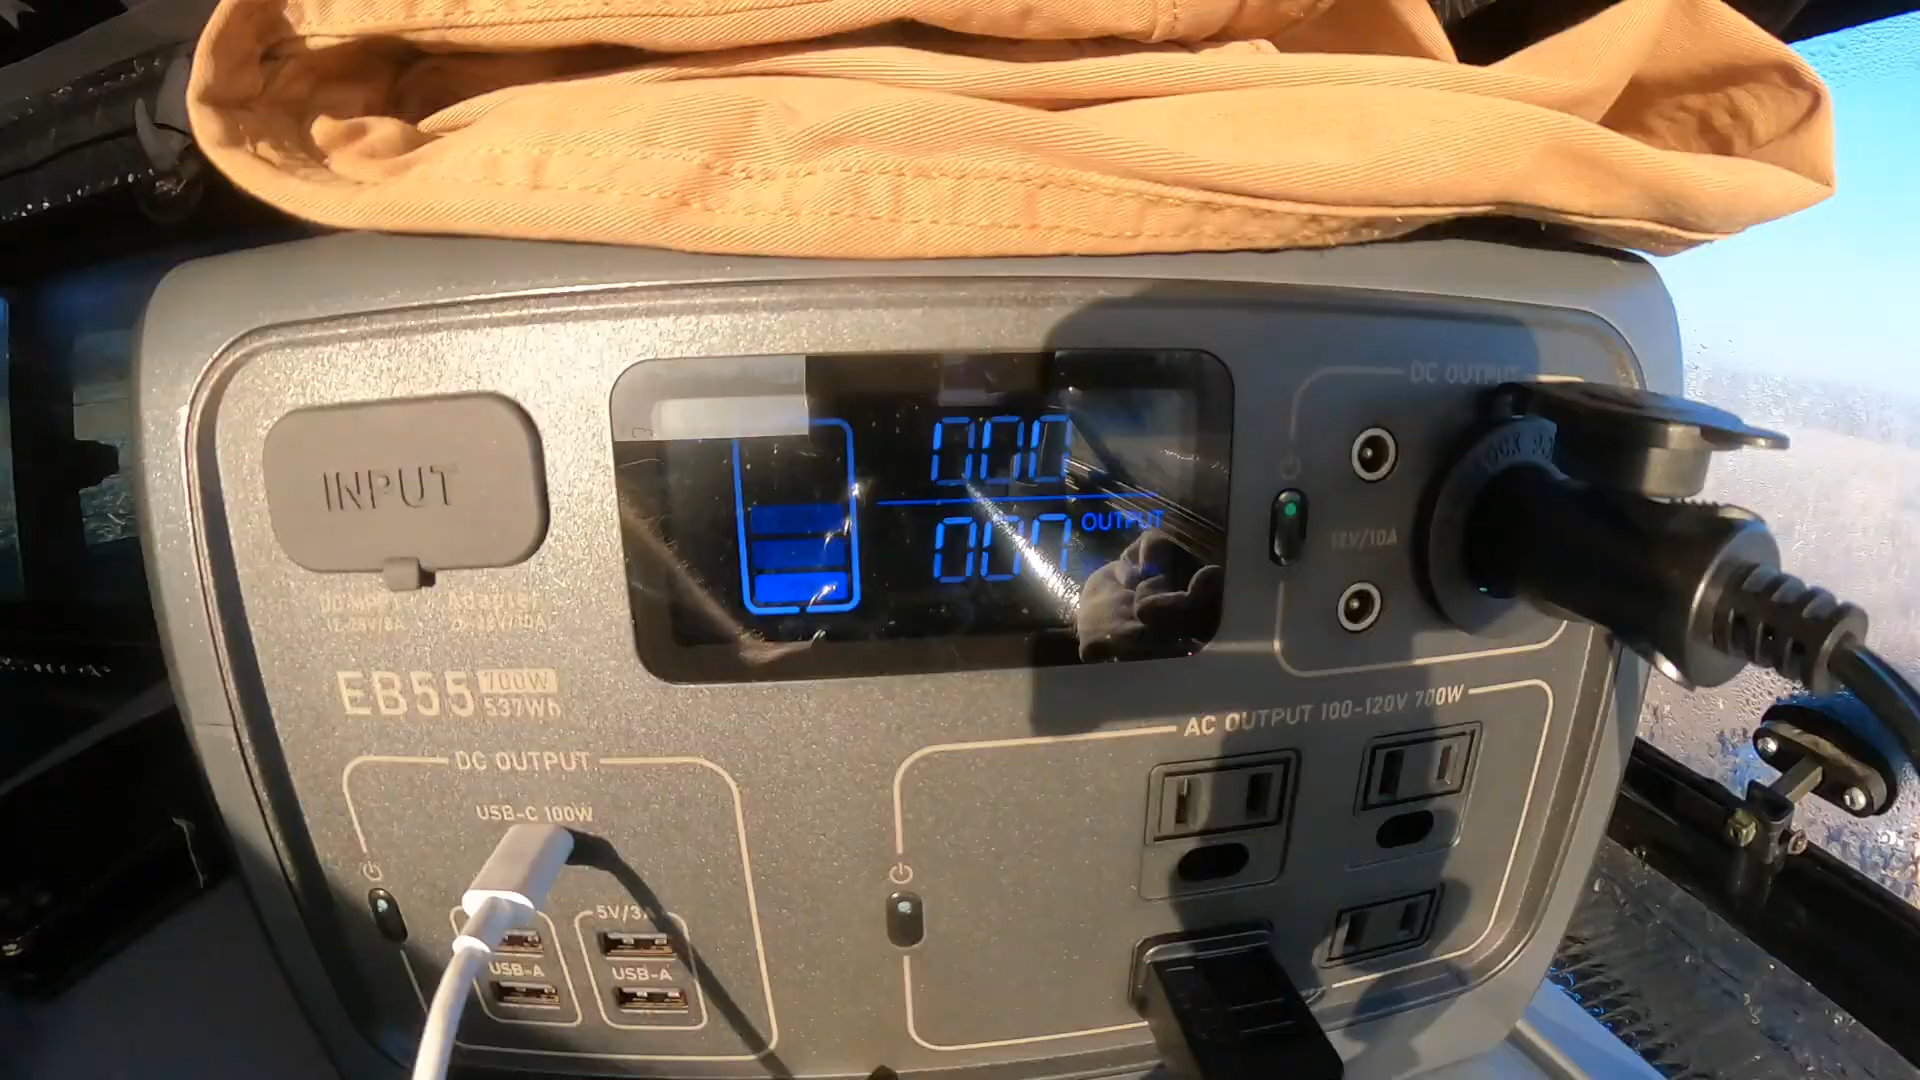 INPUT
000
OUTPUT
000
DC OUTPUT
12V/10A
EB55 700W
537Wh
AC OUTPUT 100-120V 700W
DC OUTPUT
USB-C 100W
5V/3A
USB-A
USB-A